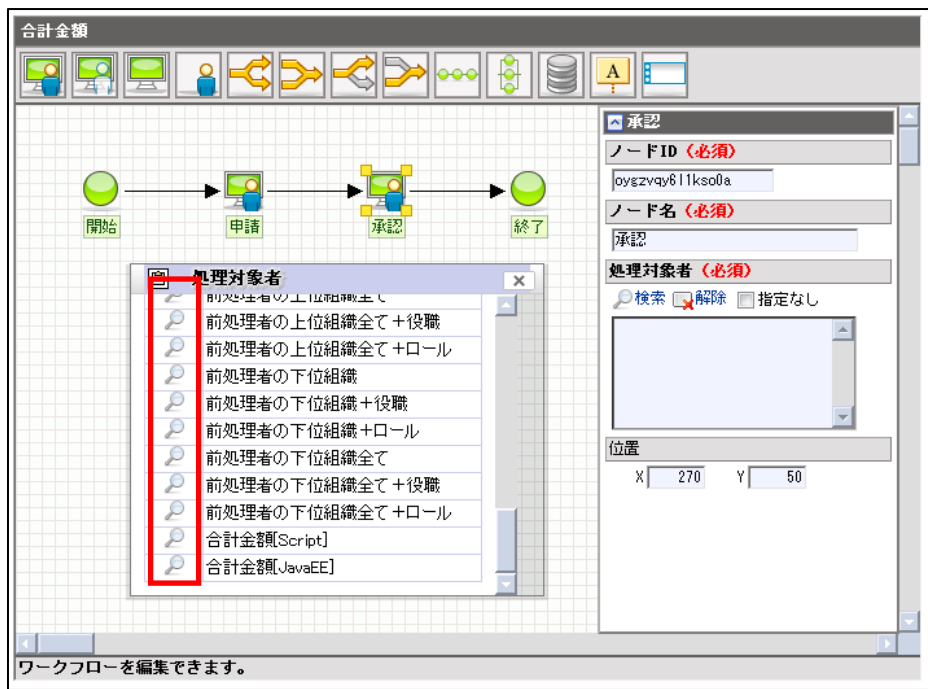 合計金額
A
開始
申請
承認
終了
処理対象者
前処理者の上位組織全て
前処理者の上位組織全て+役職
前処理者の上位組織全て+ロール
前処理者の下位組織
前処理者の下位組織+役職
前処理者の下位組織+ロール
前処理者の下位組織全て
前処理者の下位組織全て+役職
前処理者の下位組織全て+ロール
合計金額[Script]
合計金額[JavaEE]
承認
ノードID (必須)
oygzvqy6l1kso0a
ノード名 (必須)
承認
処理対象者 (必須)
検索 解除 指定なし
位置
X 270 Y 50
ワークフローを編集できます。